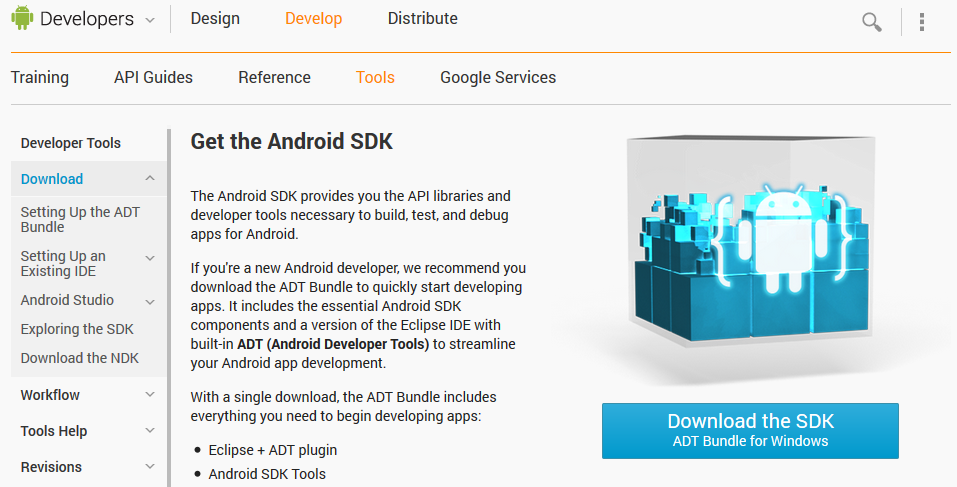 Developers
Design
Develop
Distribute
Training
API Guides
Reference
Tools
Google Services
Developer Tools
Download
Setting Up the ADT
Bundle
Setting Up an
Existing IDE
Android Studio
Exploring the SDK
Download the NDK
Workflow
Tools Help
Revisions
Get the Android SDK
The Android SDK provides you the API libraries and
developer tools necessary to build, test, and debug
apps for Android.
If you're a new Android developer, we recommend you
download the ADT Bundle to quickly start developing
apps. It includes the essential Android SDK
components and a version of the Eclipse IDE with
built-in ADT (Android Developer Tools) to streamline
your Android app development.
With a single download, the ADT Bundle includes
everything you need to begin developing apps:
• Eclipse + ADT plugin
• Android SDK Tools
{ }
Download the SDK
ADT Bundle for Windows